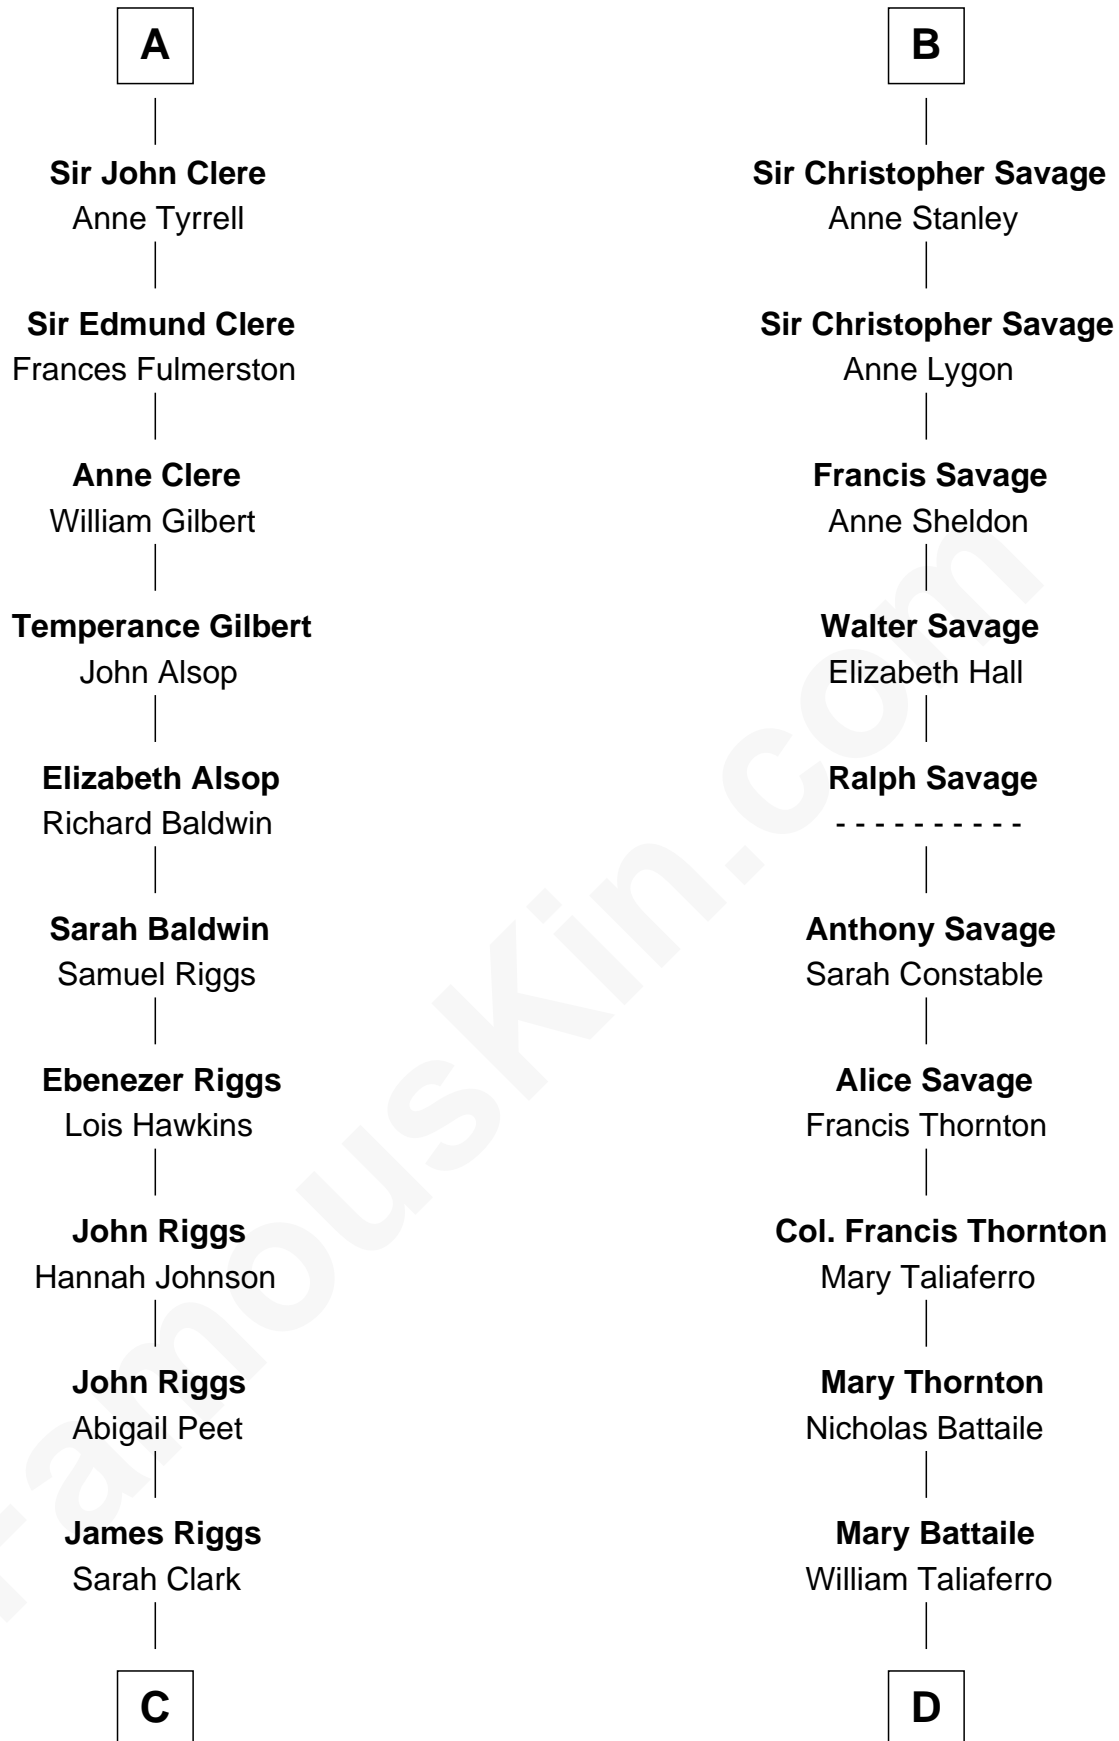 A
Sir John Clere
Anne Tyrrell
Sir Edmund Clere
Frances Fulmerston
Anne Clere
William Gilbert
Temperance Gilbert
John Alsop
Elizabeth Alsop
Richard Baldwin
Sarah Baldwin
Samuel Riggs
Ebenezer Riggs
Lois Hawkins
John Riggs
Hannah Johnson
John Riggs
Abigail Peet
James Riggs
Sarah Clark
C
B
Sir Christopher Savage
Anne Stanley
Sir Christopher Savage
Anne Lygon
Francis Savage
Anne Sheldon
Walter Savage
Elizabeth Hall
Ralph Savage
- - - - - - - - - -
Anthony Savage
Sarah Constable
Alice Savage
Francis Thornton
Col. Francis Thornton
Mary Taliaferro
Mary Thornton
Nicholas Battaile
Mary Battaile
William Taliaferro
D
FamousKin.com